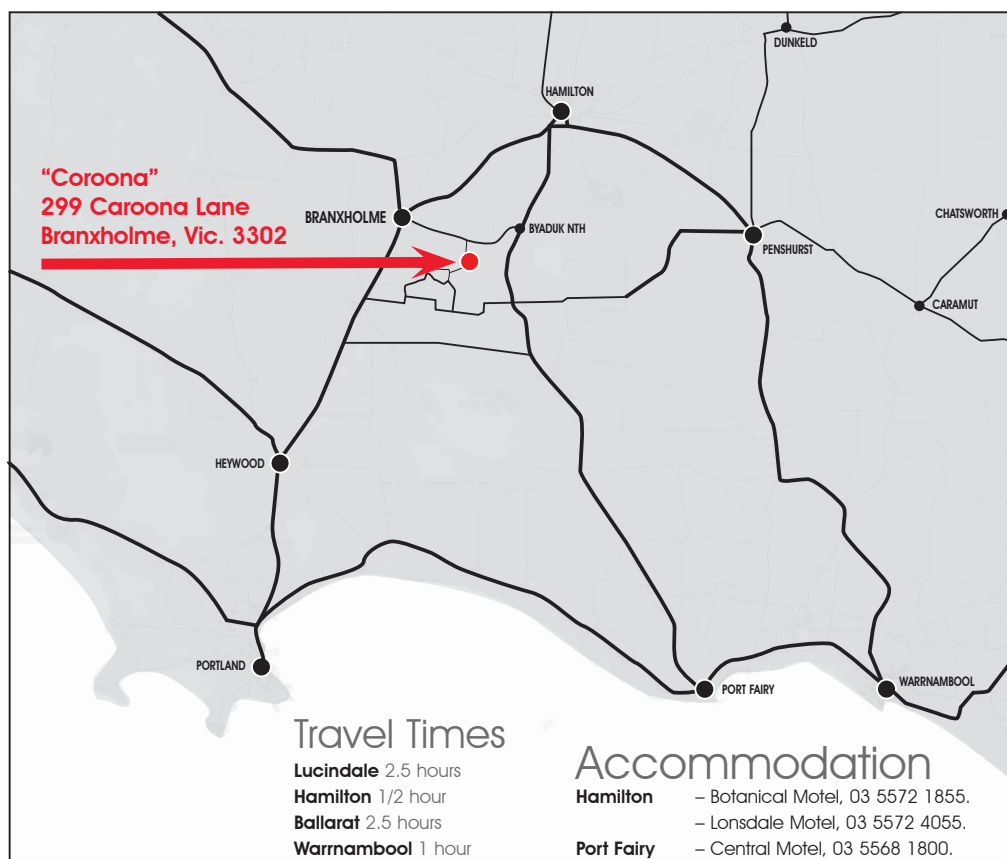 DUNKELD
HAMILTON
"Coroona"
299 Caroona Lane
Branxholme, Vic. 3302
BRANXHOLME
BYADUK NTH
CHATSWORTH
PENSHURST
CARAMUT
HEYWOOD
PORTLAND
PORT FAIRY
WARRNAMBOOL
Travel Times
Lucindale 2.5 hours
Hamilton 1/2 hour
Ballarat 2.5 hours
Warrnambool 1 hour
Accommodation
Hamilton – Botanical Motel, 03 5572 1855.
– Lonsdale Motel, 03 5572 4055.
Port Fairy – Central Motel, 03 5568 1800.